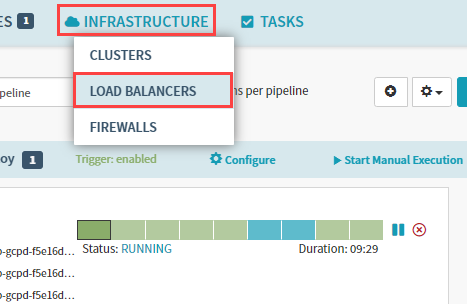 ES 1 INFRASTRUCTURE TASKS
CLUSTERS
peline LOAD BALANCERS ns per pipeline
FIREWALLS
oy 1 Trigger: enabled Configure Start Manual Execution
Status: RUNNING Duration: 09:29
o-gcpd-f5e16d...
o-gcpd-f5e16d...
o-gcpd-f5e16d...